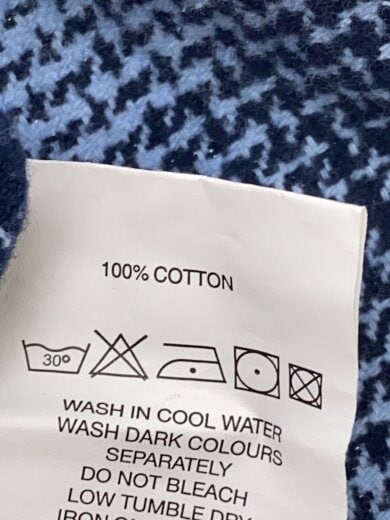 100% COTTON
30°
WASH IN COOL WATER
WASH DARK COLOURS
SEPARATELY
DO NOT BLEACH
LOW TUMBLE DRY
IRON